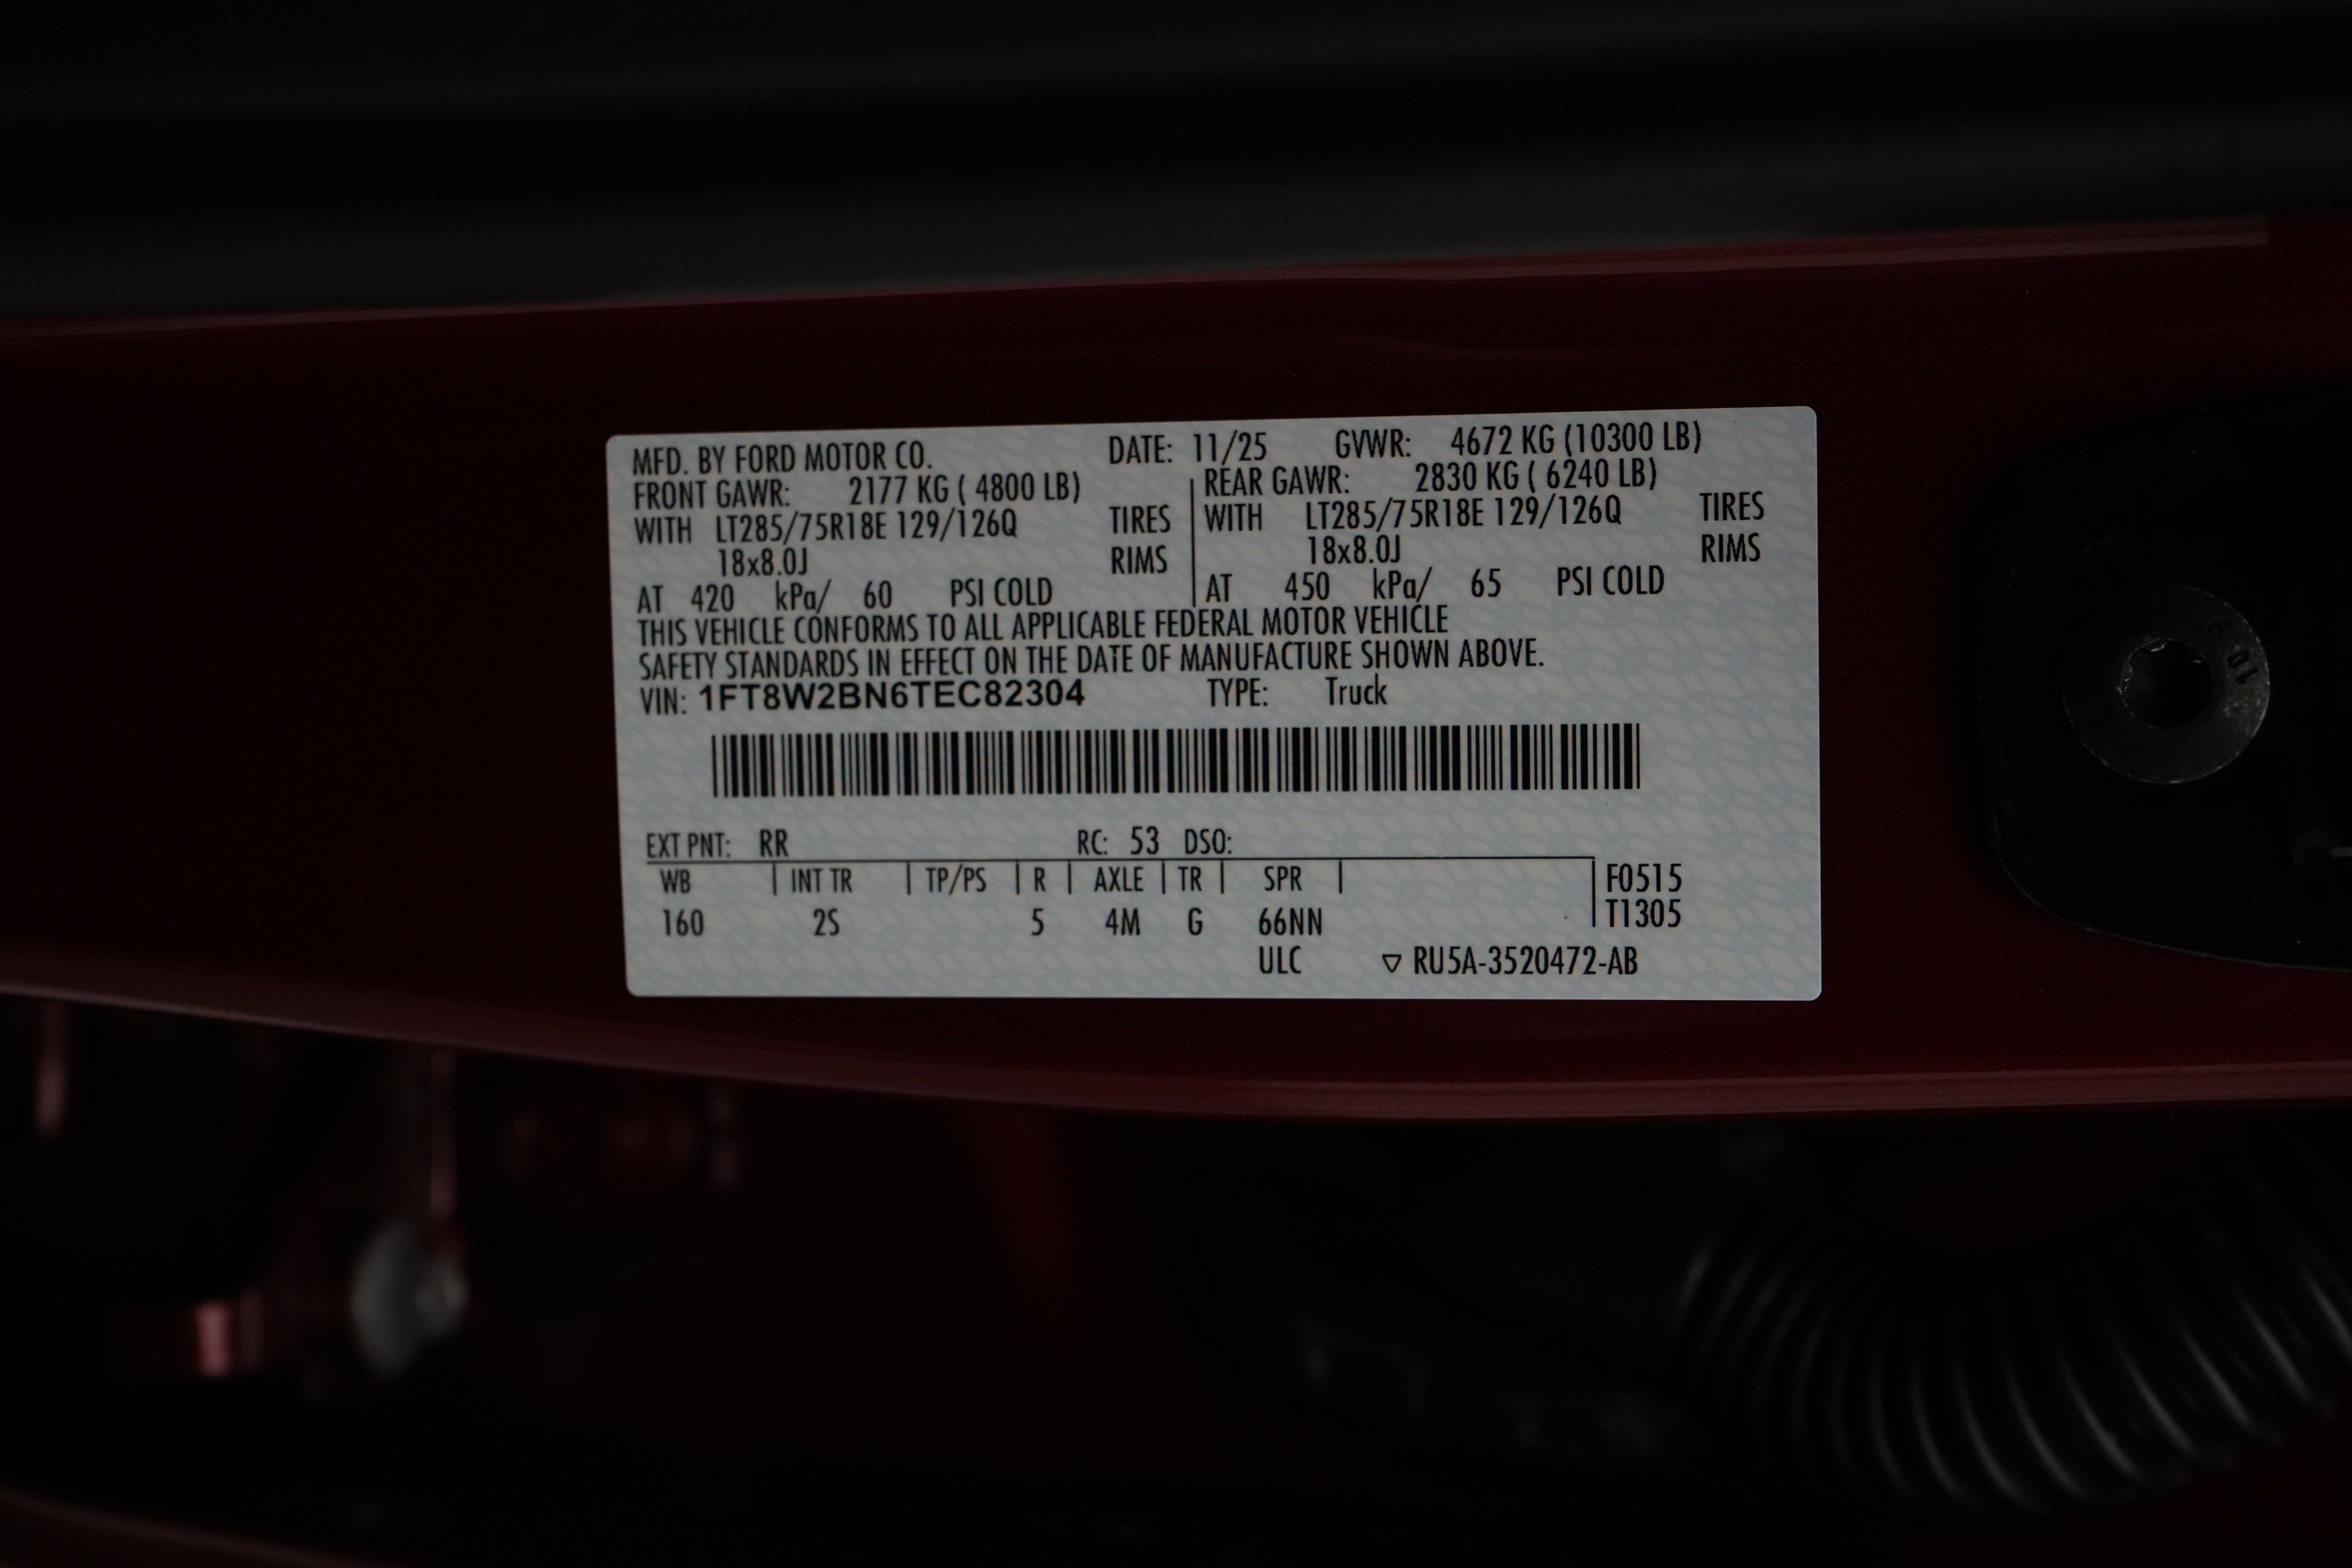 MFD. BY FORD MOTOR CO. DATE: 11/25 GVWR: 4672 KG (10300 LB)
FRONT GAWR: 2177 KG ( 4800 LB) REAR GAWR: 2830 KG ( 6240 LB)
WITH LT285/75R18E 129/126Q TIRES WITH LT285/75R18E 129/126Q TIRES
18x8.0J RIMS 18x8.0J RIMS
AT 420 kPa/ 60 PSI COLD AT 450 kPa/ 65 PSI COLD
THIS VEHICLE CONFORMS TO ALL APPLICABLE FEDERAL MOTOR VEHICLE
SAFETY STANDARDS IN EFFECT ON THE DATE OF MANUFACTURE SHOWN ABOVE.
VIN: 1FT8W2BN6TEC82304 TYPE: Truck
EXT PNT: RR RC: 53 DSO:
WB INT TR TP/PS R AXLE TR SPR F0515
160 2S 5 4M G 66NN T1305
ULC ▽ RU5A-3520472-AB
10.9